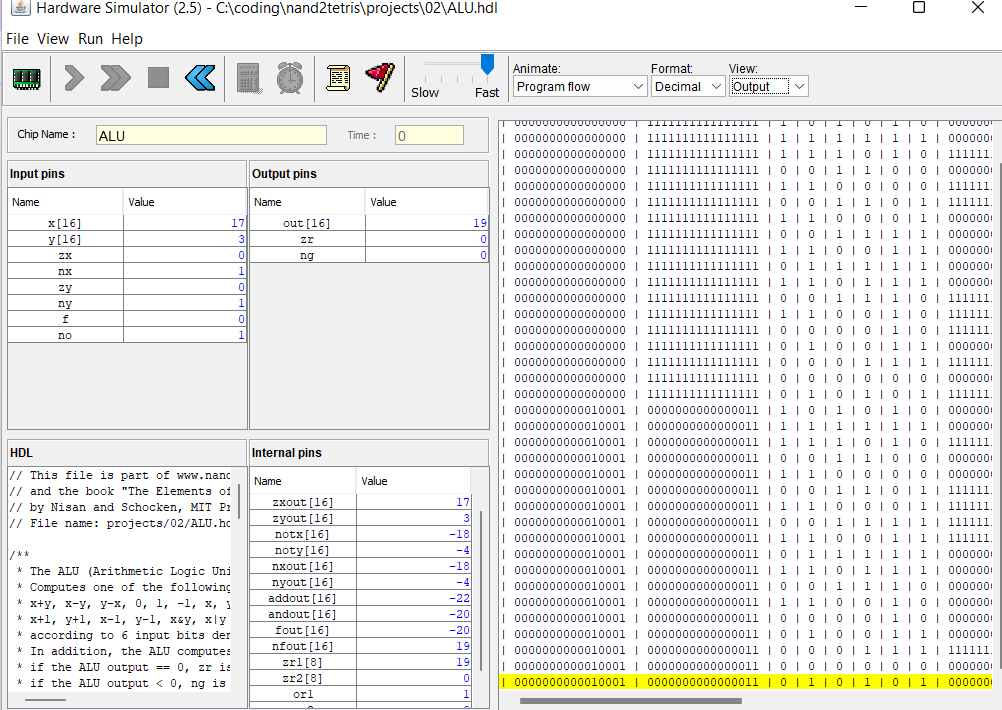 Hardware Simulator (2.5) - C:\coding\nand2tetris\projects\02\ALU.hdl
File View Run Help
Slow Fast
Animate: Format: View:
Program flow Decimal Output
Chip Name : ALU Time : 0
Input pins
Name Value
x[16] 17
y[16] 3
zx 0
nx 1
zy 0
ny 1
f 0
no 1
Output pins
Name Value
out[16] 19
zr 0
ng 0
HDL
// This file is part of www.nand
// and the book "The Elements of
// by Nisan and Schocken, MIT Pr
// File name: projects/02/ALU.hd
/**
* The ALU (Arithmetic Logic Uni
* Computes one of the following
* x+y, x-y, y-x, 0, 1, -1, x, y
* x+1, y+1, x-1, y-1, x&y, x|y
* according to 6 input bits den
* In addition, the ALU computes
* if the ALU output == 0, zr is
* if the ALU output < 0, ng is
Internal pins
Name Value
zxout[16] 17
zyout[16] 3
notx[16] -18
noty[16] -4
nxout[16] -18
nyout[16] -4
addout[16] -22
andout[16] -20
fout[16] -20
nfout[16] 19
zr1[8] 19
zr2[8] 0
or1 1
| 0000000000000000 | 1111111111111111 | 1 | 0 | 1 | 0 | 1 | 0 | 0000000
| 0000000000000000 | 1111111111111111 | 1 | 1 | 1 | 1 | 1 | 1 | 0000000
| 0000000000000000 | 1111111111111111 | 1 | 1 | 1 | 0 | 1 | 0 | 111111
| 0000000000000000 | 1111111111111111 | 0 | 0 | 1 | 1 | 0 | 0 | 0000000
| 0000000000000000 | 1111111111111111 | 1 | 1 | 0 | 0 | 0 | 0 | 111111
| 0000000000000000 | 1111111111111111 | 0 | 0 | 1 | 1 | 0 | 1 | 111111
| 0000000000000000 | 1111111111111111 | 1 | 1 | 0 | 0 | 0 | 1 | 0000000
| 0000000000000000 | 1111111111111111 | 0 | 0 | 1 | 1 | 1 | 1 | 0000000
| 0000000000000000 | 1111111111111111 | 1 | 1 | 0 | 0 | 1 | 1 | 0000000
| 0000000000000000 | 1111111111111111 | 0 | 1 | 1 | 1 | 1 | 1 | 0000000
| 0000000000000000 | 1111111111111111 | 1 | 1 | 0 | 1 | 1 | 1 | 0000000
| 0000000000000000 | 1111111111111111 | 0 | 0 | 1 | 1 | 1 | 0 | 111111
| 0000000000000000 | 1111111111111111 | 1 | 1 | 0 | 0 | 1 | 0 | 111111
| 0000000000000000 | 1111111111111111 | 0 | 0 | 0 | 0 | 1 | 0 | 111111
| 0000000000000000 | 1111111111111111 | 0 | 1 | 0 | 0 | 1 | 1 | 0000000
| 0000000000000000 | 1111111111111111 | 0 | 0 | 0 | 1 | 1 | 1 | 111111
| 0000000000000000 | 1111111111111111 | 0 | 0 | 0 | 0 | 0 | 0 | 0000000
| 0000000000000000 | 1111111111111111 | 0 | 1 | 0 | 1 | 0 | 1 | 111111
| 0000000000010001 | 0000000000000011 | 1 | 0 | 1 | 0 | 1 | 0 | 0000000
| 0000000000010001 | 0000000000000011 | 1 | 1 | 1 | 1 | 1 | 1 | 0000000
| 0000000000010001 | 0000000000000011 | 1 | 1 | 1 | 0 | 1 | 0 | 111111
| 0000000000010001 | 0000000000000011 | 0 | 0 | 1 | 1 | 0 | 0 | 0000000
| 0000000000010001 | 0000000000000011 | 1 | 1 | 0 | 0 | 0 | 0 | 0000000
| 0000000000010001 | 0000000000000011 | 0 | 0 | 1 | 1 | 0 | 1 | 111111
| 0000000000010001 | 0000000000000011 | 1 | 1 | 0 | 0 | 0 | 1 | 111111
| 0000000000010001 | 0000000000000011 | 0 | 0 | 1 | 1 | 1 | 1 | 111111
| 0000000000010001 | 0000000000000011 | 1 | 1 | 0 | 0 | 1 | 1 | 111111
| 0000000000010001 | 0000000000000011 | 0 | 1 | 1 | 1 | 1 | 1 | 0000000
| 0000000000010001 | 0000000000000011 | 1 | 1 | 0 | 1 | 1 | 1 | 0000000
| 0000000000010001 | 0000000000000011 | 0 | 0 | 1 | 1 | 1 | 0 | 0000000
| 0000000000010001 | 0000000000000011 | 1 | 1 | 0 | 0 | 1 | 0 | 0000000
| 0000000000010001 | 0000000000000011 | 0 | 0 | 0 | 0 | 1 | 0 | 0000000
| 0000000000010001 | 0000000000000011 | 0 | 1 | 0 | 0 | 1 | 1 | 0000000
| 0000000000010001 | 0000000000000011 | 0 | 0 | 0 | 1 | 1 | 1 | 111111
| 0000000000010001 | 0000000000000011 | 0 | 0 | 0 | 0 | 0 | 0 | 0000000
| 0000000000010001 | 0000000000000011 | 0 | 1 | 0 | 1 | 0 | 1 | 0000000